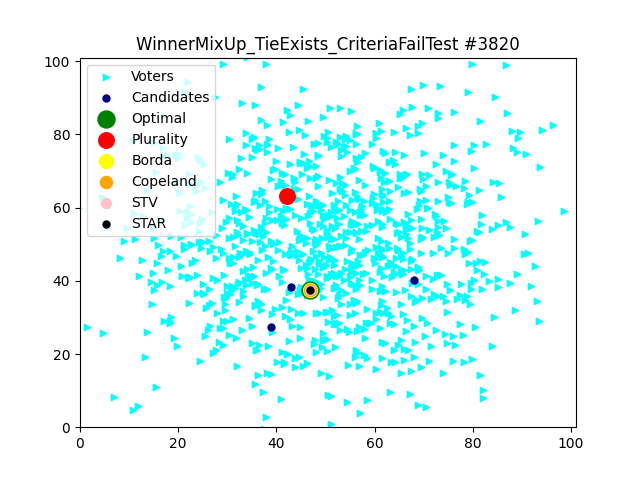 WinnerMixUp_TieExists_CriteriaFailTest #3820
Voters
Candidates
Optimal
Plurality
Borda
Copeland
STV
STAR
100
80
60
40
20
0
0 20 40 60 80 100